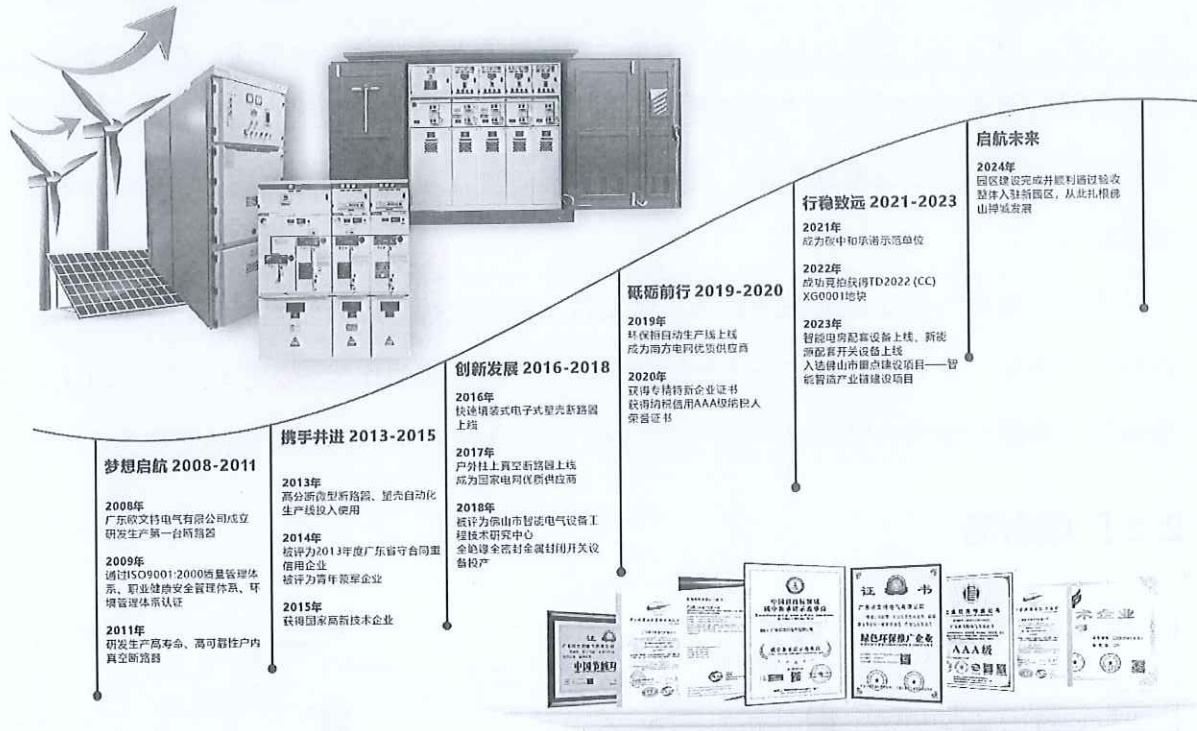 梦想启航 2008-2011
2008年
广东欧文特电气有限公司成立
研发生产第一台断路器
2009年
通过ISO9001:2000质量管理体
系、职业健康安全管理体系、环
境管理体系认证
2011年
研发生产高寿命、高可靠性户内
真空断路器
携手并进 2013-2015
2013年
高分断微型断路器、塑壳自动化
生产线投入使用
2014年
被评为2013年度广东省守合同重
信用企业
被评为青年领军企业
2015年
获得国家高新技术企业
创新发展 2016-2018
2016年
快速填装式电子式塑壳断路器
上线
2017年
户外柱上真空断路器上线
成为国家电网优质供应商
2018年
被评为佛山市智能电气设备工
程技术研究中心
全绝缘全密封金属封闭开关设
备投产
砥砺前行 2019-2020
2019年
环保柜自动生产线上线
成为南方电网优质供应商
2020年
获得专精特新企业证书
获得纳税信用AAA级纳税人
荣誉证书
行稳致远 2021-2023
2021年
成为碳中和承诺示范单位
2022年
成功竞拍获得TD2022 (CC)
XG0001地块
2023年
智能电房配套设备上线、新能
源配套开关设备上线
入选佛山市重点建设项目——智
能智造产业链建设项目
启航未来
2024年
园区建设完成并顺利通过验收
整体入驻新园区，从此扎根佛
山禅城发展
证书
绿色环保推广企业
AAA级
术企业